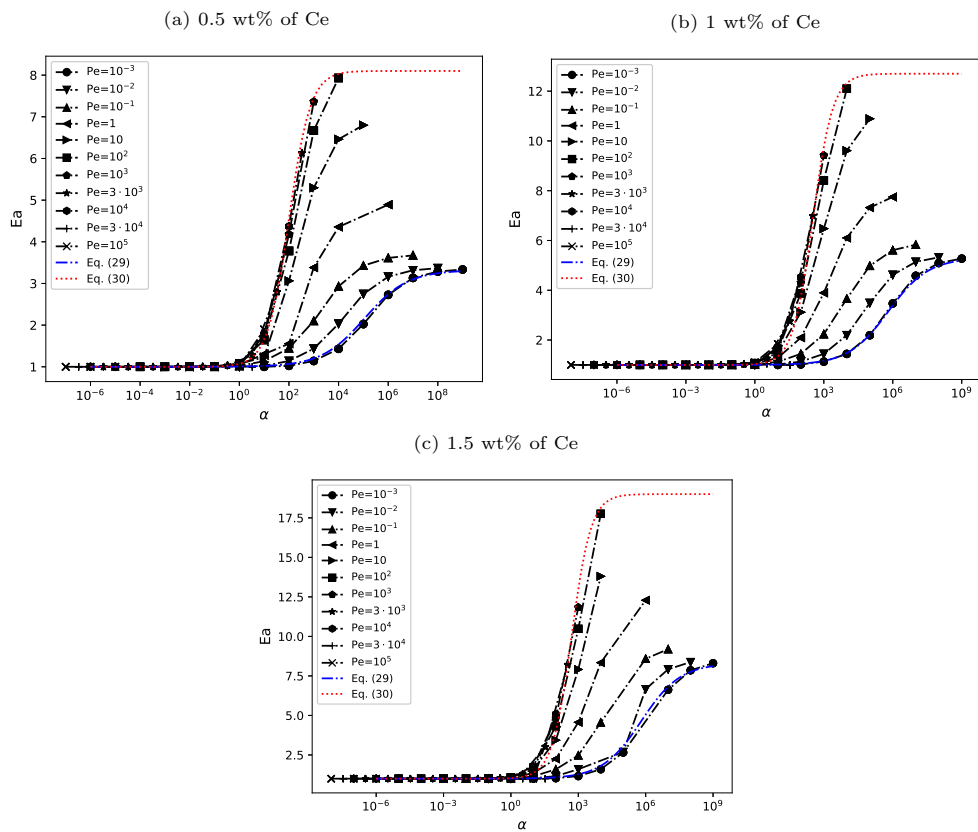 (a) 0.5 wt% of Ce
8
7
6
5
4
3
2
1
Ea
Pe=10⁻³
Pe=10⁻²
Pe=10⁻¹
Pe=1
Pe=10
Pe=10²
Pe=10³
Pe=3 · 10³
Pe=10⁴
Pe=3 · 10⁴
Pe=10⁵
Eq. (29)
Eq. (30)
10⁻⁶ 10⁻⁴ 10⁻² 10⁰ 10² 10⁴ 10⁶ 10⁸
α
(b) 1 wt% of Ce
12
10
8
6
4
2
Ea
Pe=10⁻³
Pe=10⁻²
Pe=10⁻¹
Pe=1
Pe=10
Pe=10²
Pe=10³
Pe=3 · 10³
Pe=10⁴
Pe=3 · 10⁴
Pe=10⁵
Eq. (29)
Eq. (30)
10⁻⁶ 10⁻³ 10⁰ 10³ 10⁶ 10⁹
α
(c) 1.5 wt% of Ce
17.5
15.0
12.5
10.0
7.5
5.0
2.5
Ea
Pe=10⁻³
Pe=10⁻²
Pe=10⁻¹
Pe=1
Pe=10
Pe=10²
Pe=10³
Pe=3 · 10³
Pe=10⁴
Pe=3 · 10⁴
Pe=10⁵
Eq. (29)
Eq. (30)
10⁻⁶ 10⁻³ 10⁰ 10³ 10⁶ 10⁹
α